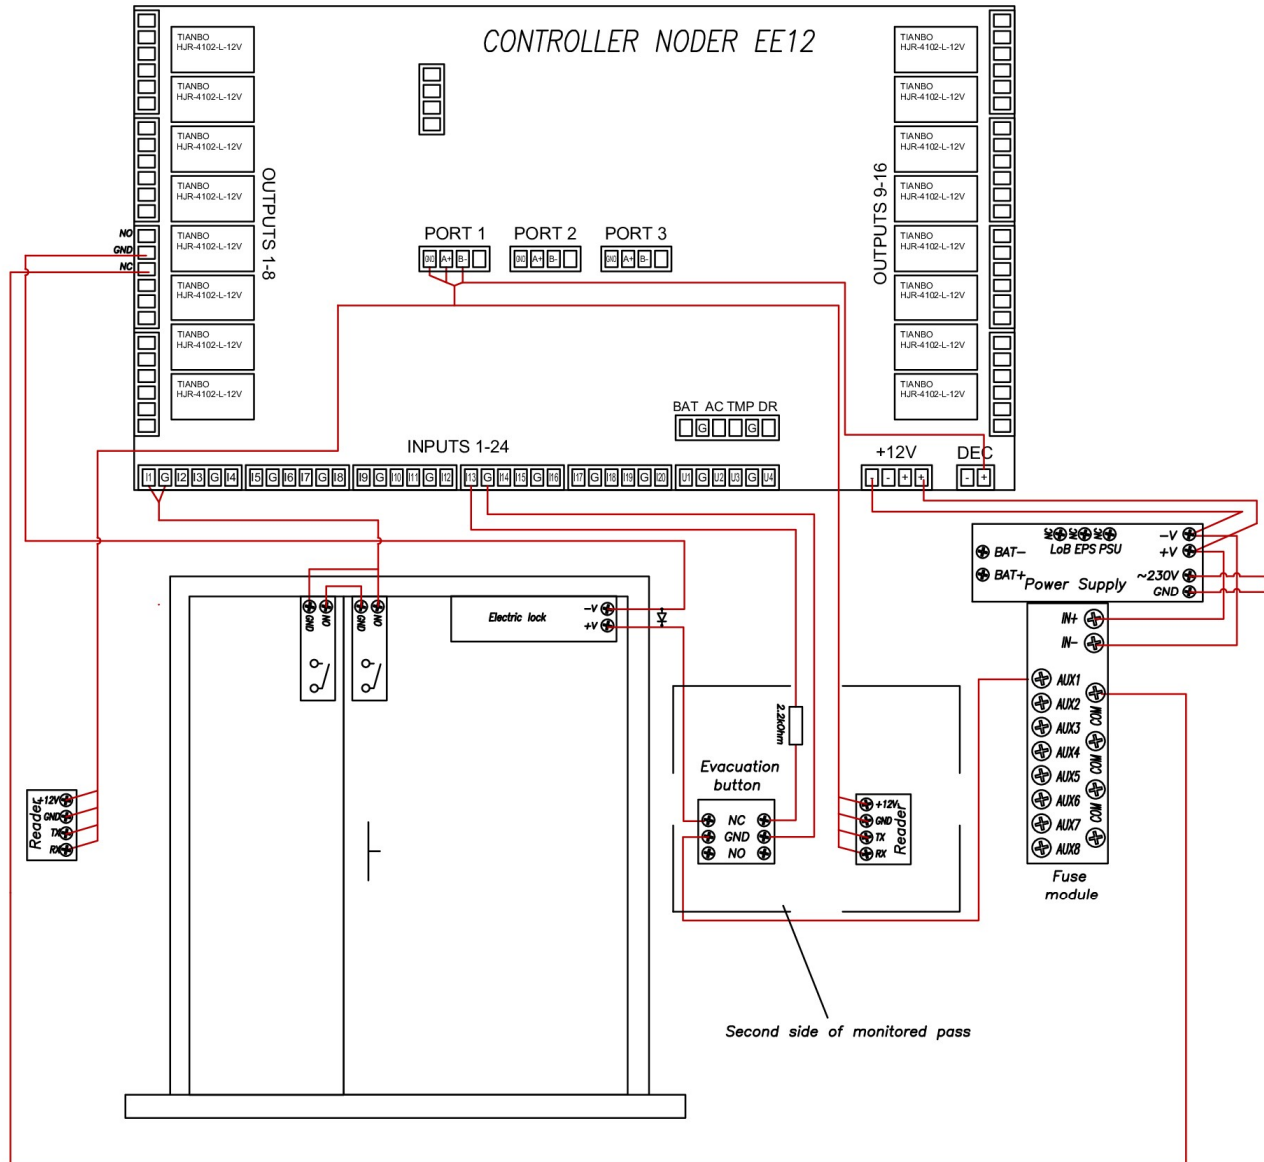 CONTROLLER NODER EE12
TIANBO
HJR-4102-L-12V
TIANBO
HJR-4102-L-12V
TIANBO
HJR-4102-L-12V
TIANBO
HJR-4102-L-12V
TIANBO
HJR-4102-L-12V
TIANBO
HJR-4102-L-12V
TIANBO
HJR-4102-L-12V
TIANBO
HJR-4102-L-12V
OUTPUTS 1-8
NO
GND
NC
TIANBO
HJR-4102-L-12V
TIANBO
HJR-4102-L-12V
TIANBO
HJR-4102-L-12V
TIANBO
HJR-4102-L-12V
TIANBO
HJR-4102-L-12V
TIANBO
HJR-4102-L-12V
TIANBO
HJR-4102-L-12V
TIANBO
HJR-4102-L-12V
OUTPUTS 9-16
PORT 1 PORT 2 PORT 3
GND A+ B- GND A+ B- GND A+ B-
BAT AC TMP DR
G G
INPUTS 1-24
+12V
DEC
I1 G I2 I3 G I4 I5 G I6 I7 G I8 I9 G I10 I11 G I12 I13 G I14 I15 G I16 I17 G I18 I19 G I20 U1 G U2 U3 G U4
- - + +
- +
NC NC NC
LoB EPS PSU
BAT-
BAT+
-V
+V
~230V
GND
Power Supply
IN+
IN-
AUX1
AUX2
AUX3
AUX4
AUX5
AUX6
AUX7
AUX8
COM
COM
COM
Fuse
module
GND NO GND NO
Electric lock
-V
+V
2.2kOhm
Evacuation
button
NC
GND
NO
Reader
+12V
GND
TX
RX
Reader
+12V
GND
TX
RX
Second side of monitored pass